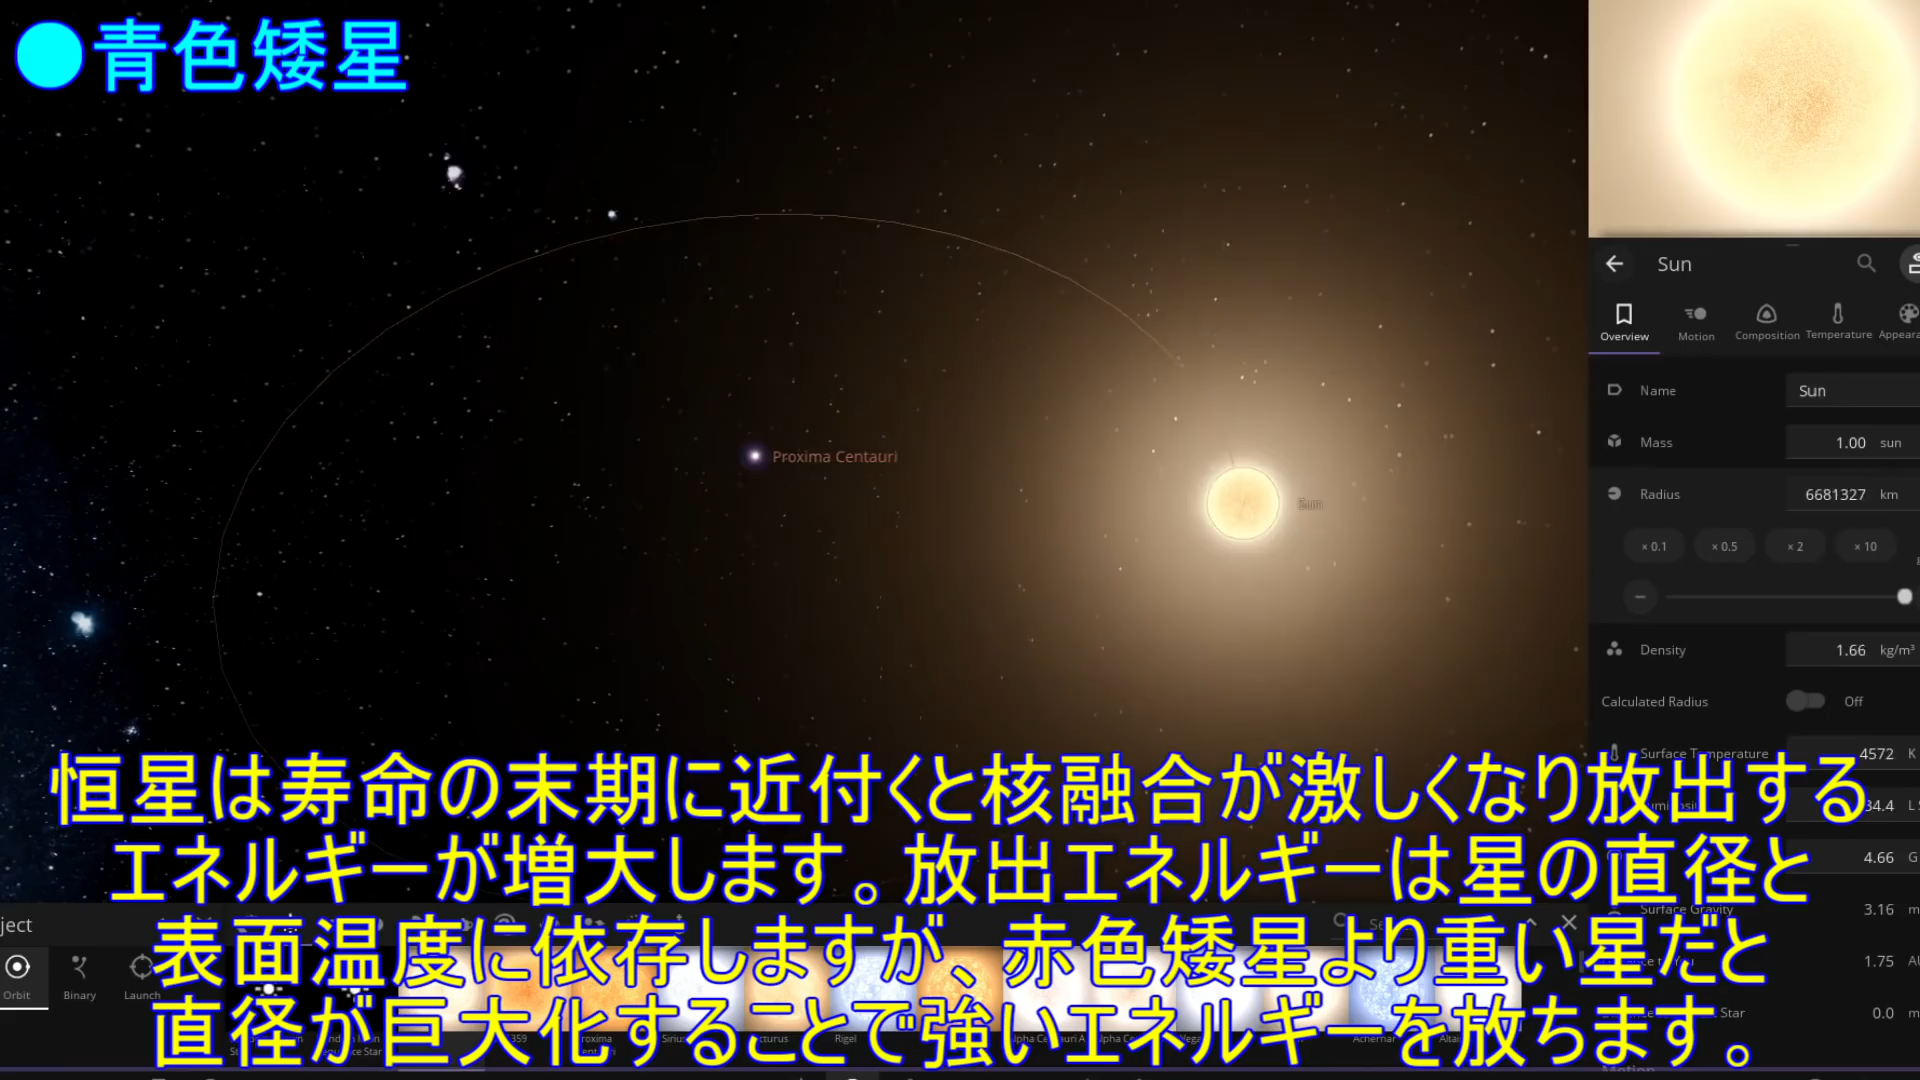 ●青色矮星
Proxima Centauri
Sun
Sun
Overview
Motion
Composition
Temperature
Name
Sun
Mass
1.00 sun
Radius
6681327 km
× 0.1
× 0.5
× 2
× 10
Density
1.66 kg/m³
Calculated Radius
Off
Surface Temperature
4572 K
4.66 G
Surface Gravity
3.16
1.75
Star
0.0
恒星は寿命の末期に近付くと核融合が激しくなり放出する
エネルギーが増大します。放出エネルギーは星の直径と
表面温度に依存しますが、赤色矮星より重い星だと
直径が巨大化することで強いエネルギーを放ちます。
Orbit
Binary
Launch
Rigel